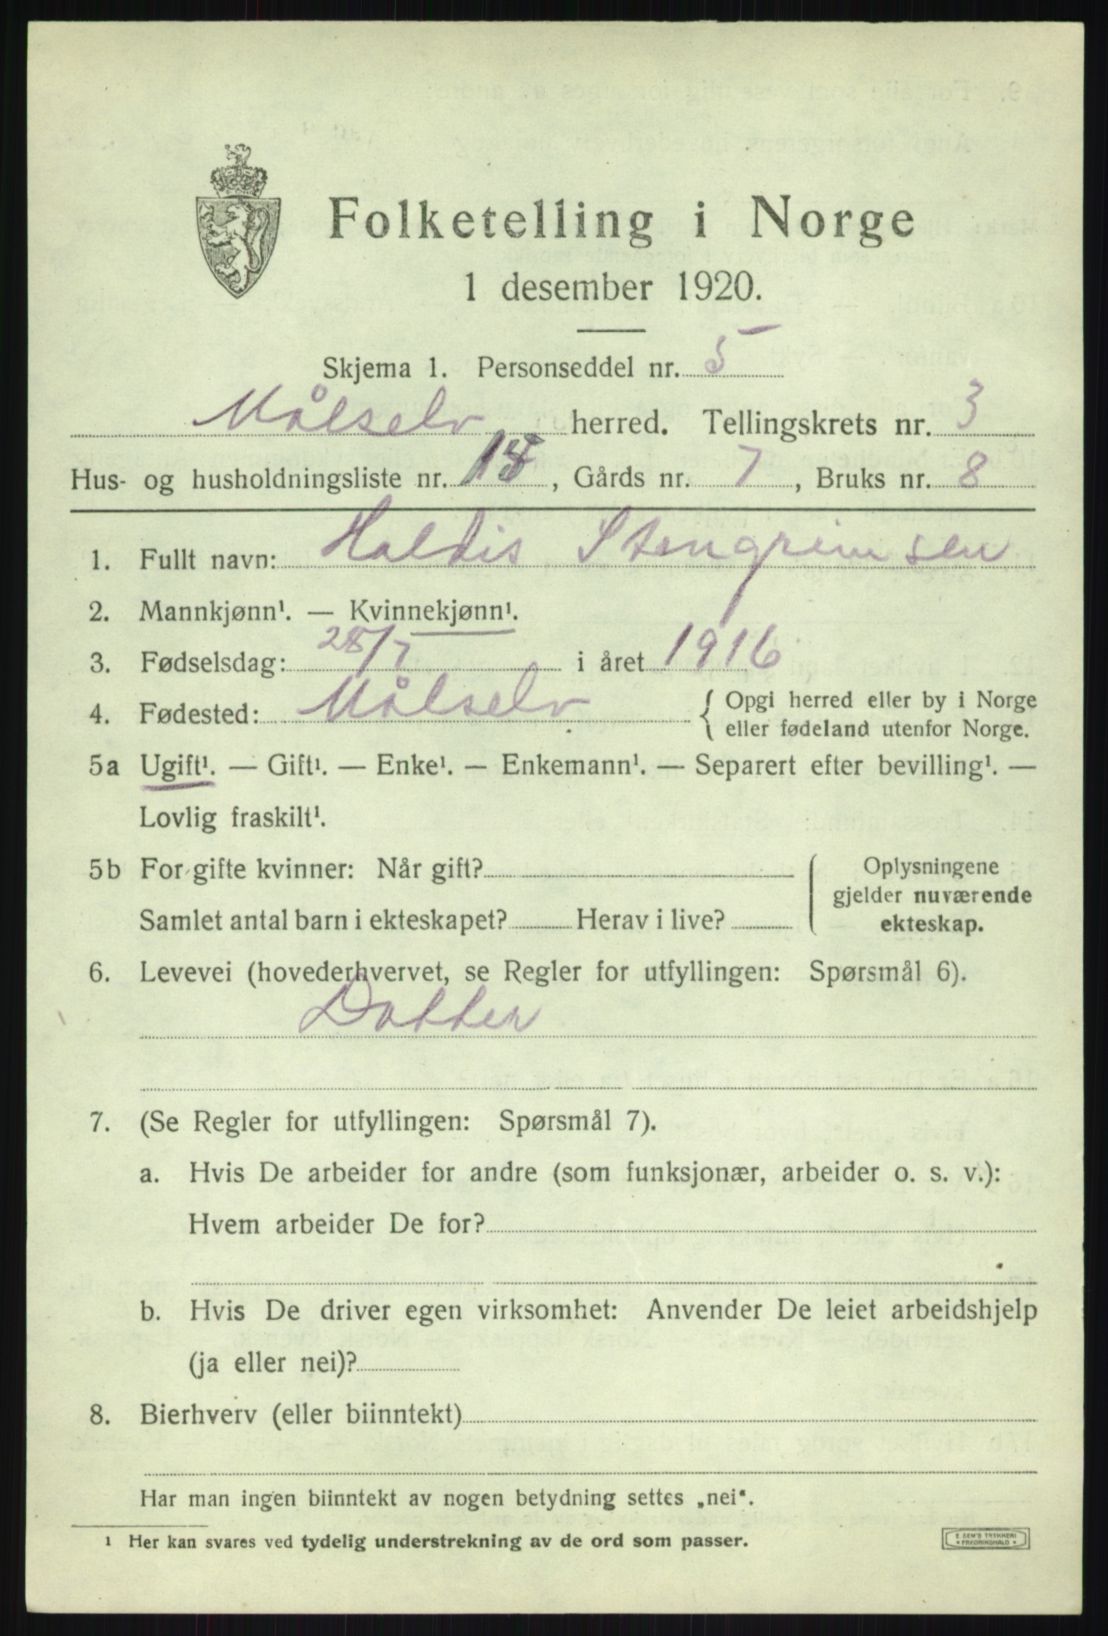 Folketelling i Norge
1 desember 1920.
Skjema 1. Personseddel nr. 5
Målselv herred. Tellingskrets nr. 3
Hus- og husholdningsliste nr. 14, Gårds nr. 7, Bruks nr. 8
1. Fullt navn: Haldis Stengrimsen
2. Mannkjønn¹. — Kvinnekjønn¹.
3. Fødselsdag: 28/7 i året 1916
4. Fødested: Målselv { Opgi herred eller by i Norge
eller fødeland utenfor Norge.
5a Ugift¹. — Gift¹. — Enke¹. — Enkemann¹. — Separert efter bevilling¹. —
Lovlig fraskilt¹.
5b For gifte kvinner: Når gift? { Oplysningene
gjelder nuværende
Samlet antal barn i ekteskapet? Herav i live? ekteskap.
6. Levevei (hovederhvervet, se Regler for utfyllingen: Spørsmål 6).
Datter
7. (Se Regler for utfyllingen: Spørsmål 7).
a. Hvis De arbeider for andre (som funksjonær, arbeider o. s. v.):
Hvem arbeider De for?
b. Hvis De driver egen virksomhet: Anvender De leiet arbeidshjelp
(ja eller nei)?
8. Bierhverv (eller biinntekt)
Har man ingen biinntekt av nogen betydning settes „nei“.
¹ Her kan svares ved tydelig understrekning av de ord som passer.
E. SEM'S TRYKKERI
• FREDRIKSHALD •